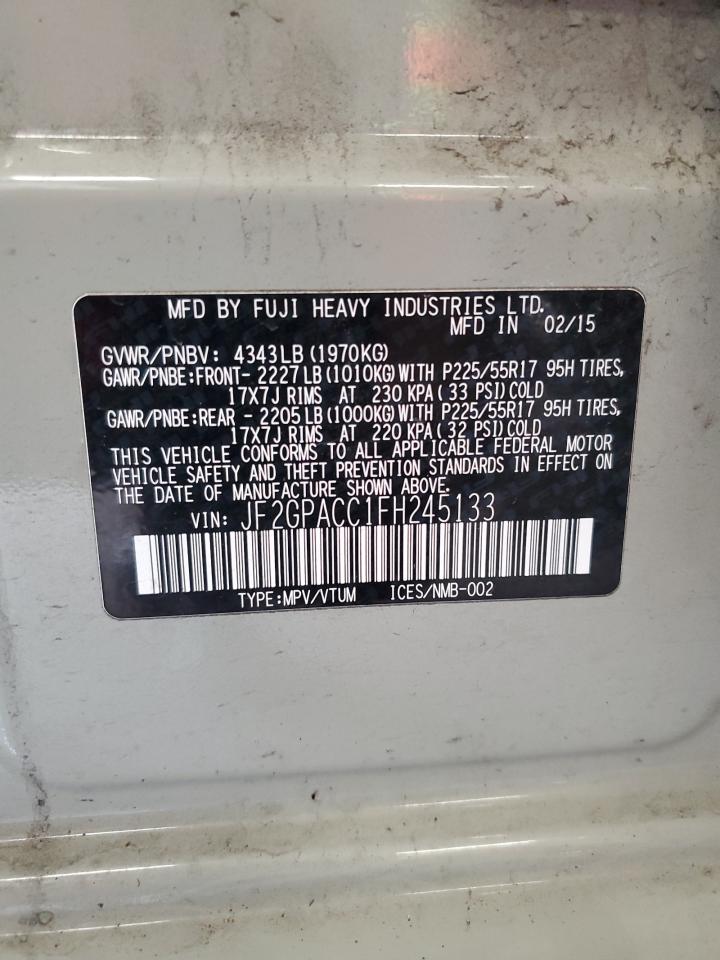 MFD BY FUJI HEAVY INDUSTRIES LTD.
MFD IN 02/15
GVWR/PNBV: 4343LB (1970KG)
GAWR/PNBE:FRONT- 2227LB (1010KG) WITH P225/55R17 95H TIRES,
17X7J RIMS AT 230 KPA ( 33 PSI) COLD
GAWR/PNBE:REAR - 2205LB (1000KG) WITH P225/55R17 95H TIRES,
17X7J RIMS AT 220 KPA ( 32 PSI) COLD
THIS VEHICLE CONFORMS TO ALL APPLICABLE FEDERAL MOTOR
VEHICLE SAFETY AND THEFT PREVENTION STANDARDS IN EFFECT ON
THE DATE OF MANUFACTURE SHOWN ABOVE.
VIN: JF2GPACC1FH245133
TYPE:MPV/VTUM ICES/NMB-002